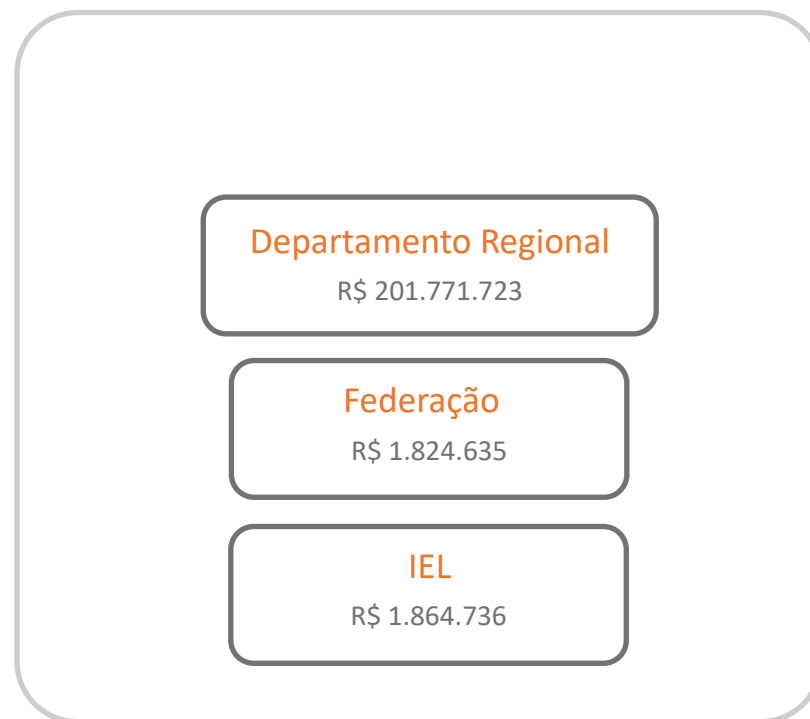 Departamento Regional
R$ 201.771.723
Federação
R$ 1.824.635
IEL
R$ 1.864.736